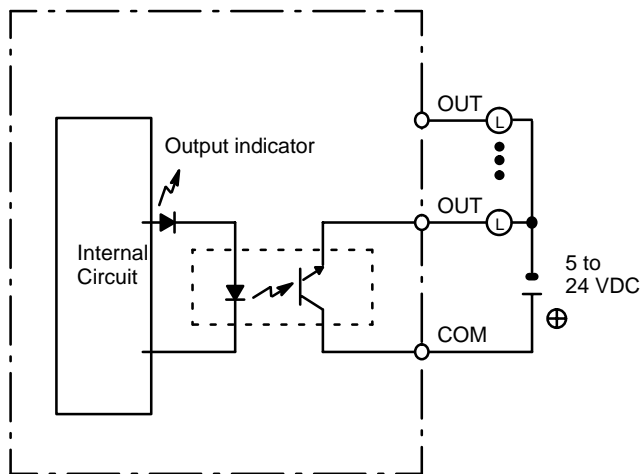 OUT
L
Output indicator
OUT
L
Internal
Circuit
5 to
24 VDC
COM